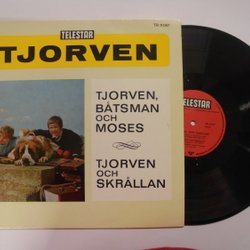 TELESTAR
TJORVEN
TJORVEN,
BÅTSMAN
OCH
MOSES
TJORVEN
OCH
SKRÅLLAN
TELESTAR